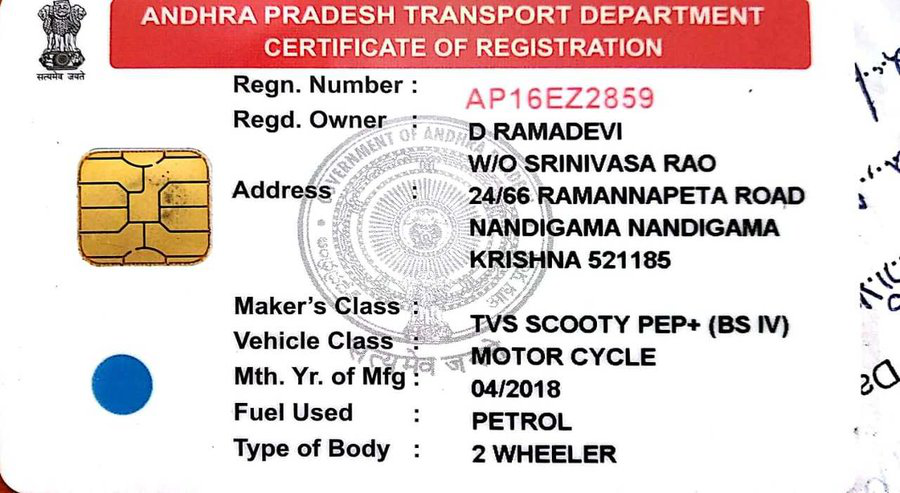 ANDHRA PRADESH TRANSPORT DEPARTMENT
CERTIFICATE OF REGISTRATION
सत्यमेव जयते
Regn. Number : AP16EZ2859
Regd. Owner : D RAMADEVI
W/O SRINIVASA RAO
Address : 24/66 RAMANNAPETA ROAD
NANDIGAMA NANDIGAMA
KRISHNA 521185
Maker's Class : TVS SCOOTY PEP+ (BS IV)
Vehicle Class : MOTOR CYCLE
Mth. Yr. of Mfg : 04/2018
Fuel Used : PETROL
Type of Body : 2 WHEELER
GOVERNMENT OF ANDHRA
सत्यमेव जयते